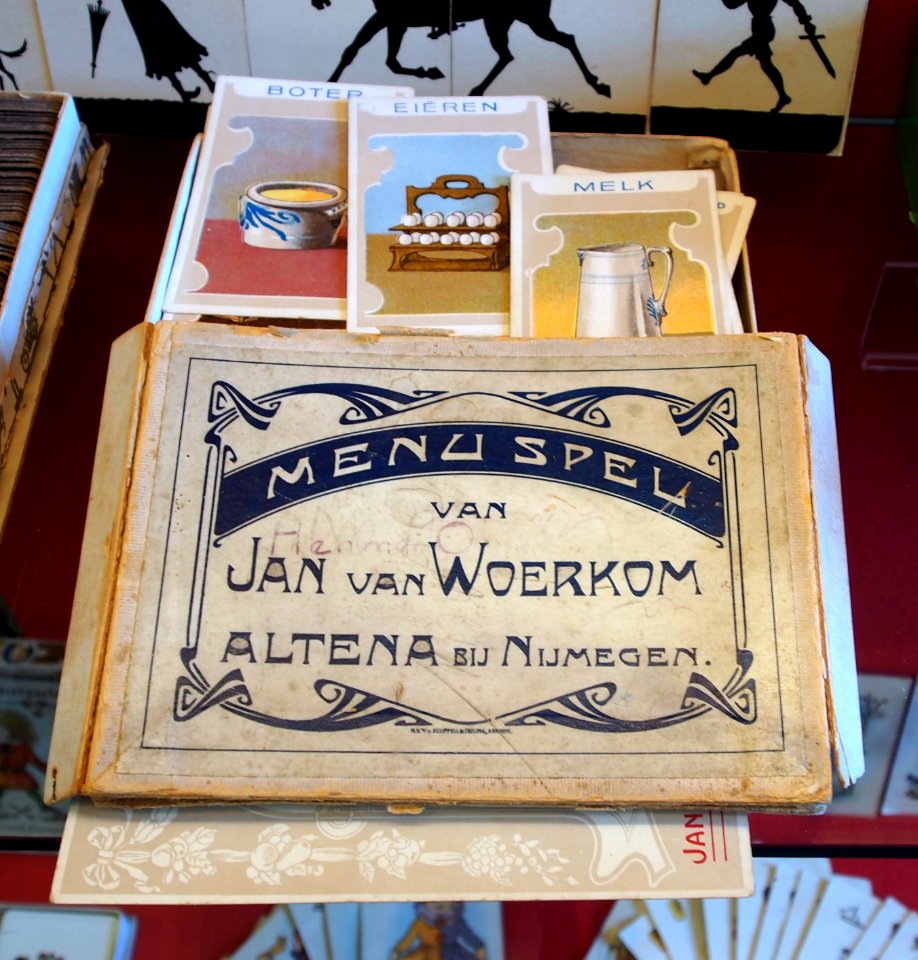 BOTER
EIËREN
MELK
MENU SPEL
VAN
JAN VAN WOERKOM
ALTENA BIJ NIJMEGEN.
JAN